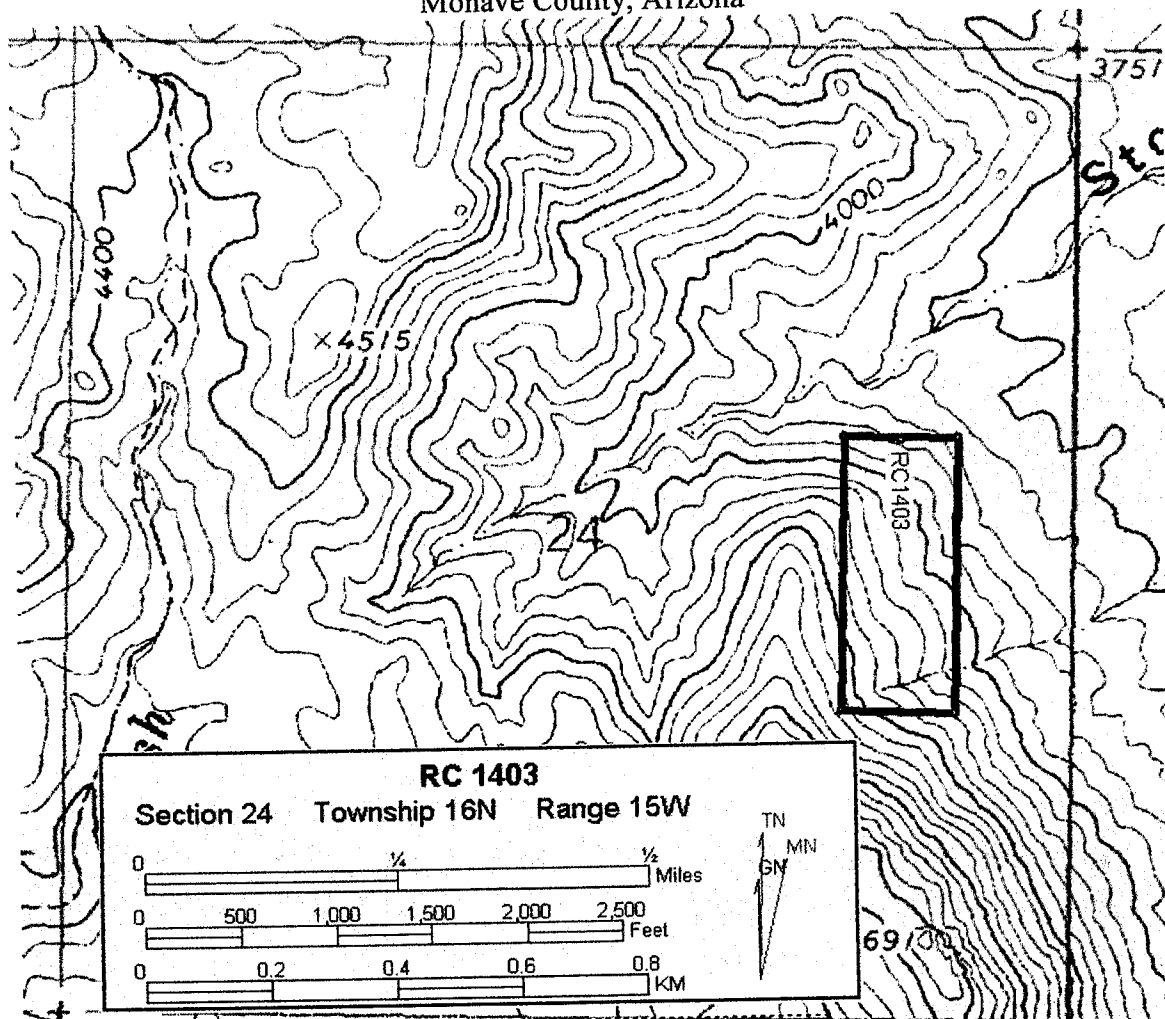 Mohave County, Arizona
3751
4000
4400
×4515
RC1403
24
sh
RC 1403
Section 24 Township 16N Range 15W
TN
MN
GN
0 ¼ ½ Miles
0 500 1,000 1,500 2,000 2,500 Feet
0 0.2 0.4 0.6 0.8 KM